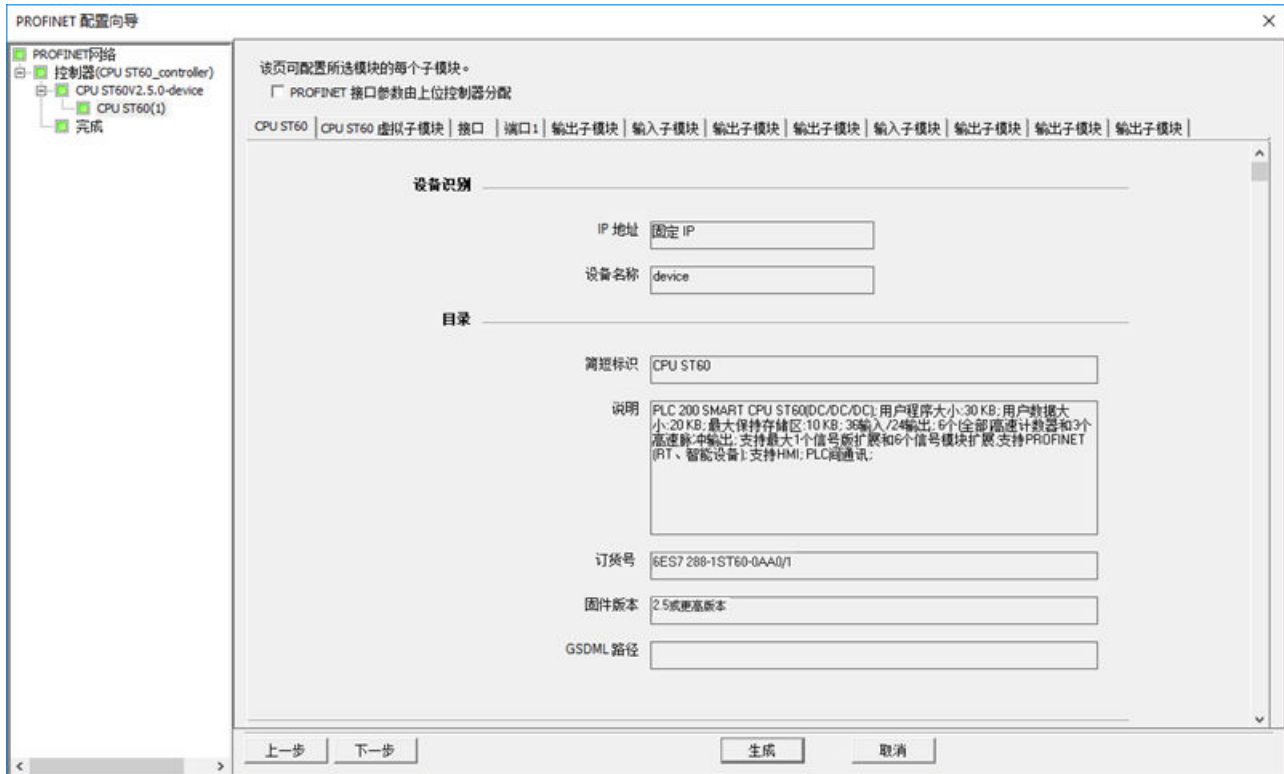 PROFINET 配置向导
PROFINET网络
控制器(CPU ST60_controller)
CPU ST60V2.5.0-device
CPU ST60(1)
完成
该页可配置所选模块的每个子模块。
PROFINET 接口参数由上位控制器分配
CPU ST60 CPU ST60 虚拟子模块 接口 端口1 输出子模块 输入子模块 输出子模块 输出子模块 输入子模块 输出子模块 输出子模块 输出子模块
设备识别
IP 地址 固定 IP
设备名称 device
目录
简短标识 CPU ST60
说明 PLC 200 SMART CPU ST60(DC/DC/DC); 用户程序大小:30 KB; 用户数据大
小:20 KB; 最大保持存储区:10 KB; 36输入/24输出; 6个(全部)高速计数器和3个
高速脉冲输出; 支持最大1个信号版扩展和6个信号模块扩展;支持PROFINET
(RT、智能设备); 支持HMI; PLC间通讯;
订货号 6ES7 288-1ST60-0AA0/1
固件版本 2.5或更高版本
GSDML 路径
上一步 下一步 生成 取消